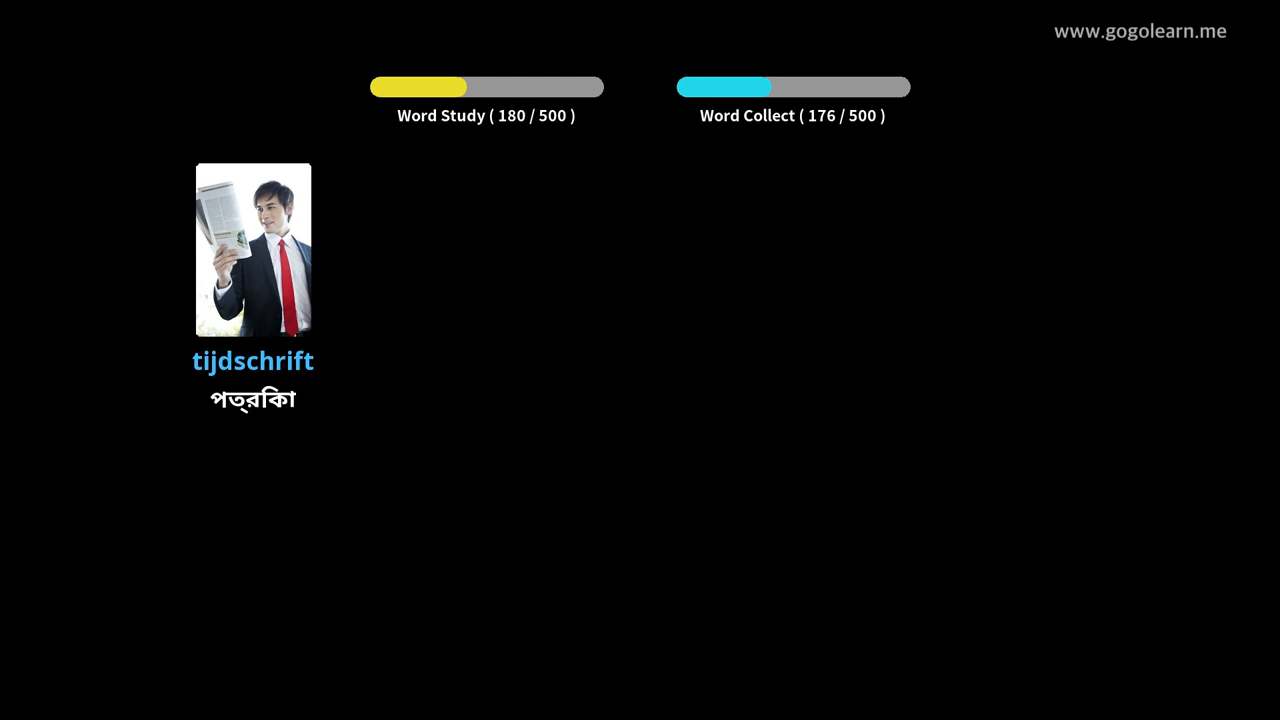 www.gogolearn.me
Word Study ( 180 / 500 )
Word Collect ( 176 / 500 )
tijdschrift
পত্রিকা